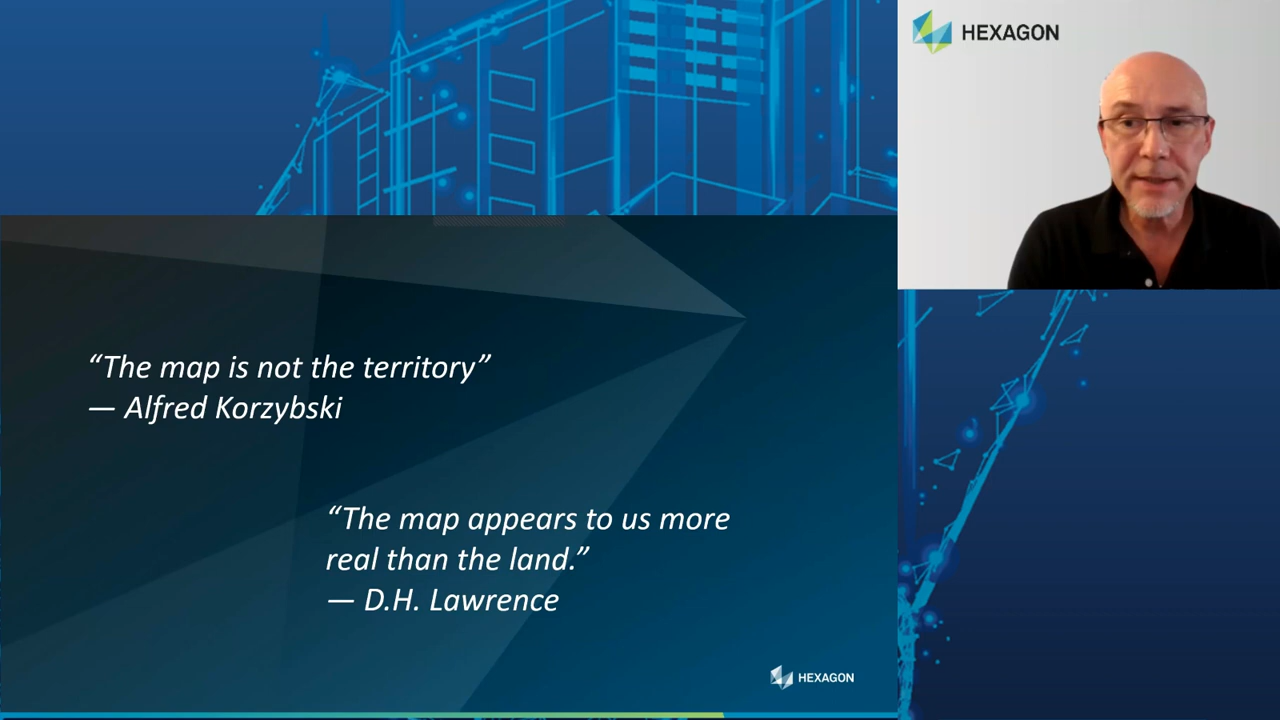 HEXAGON
“The map is not the territory”
— Alfred Korzybski
“The map appears to us more
real than the land.”
— D.H. Lawrence
HEXAGON